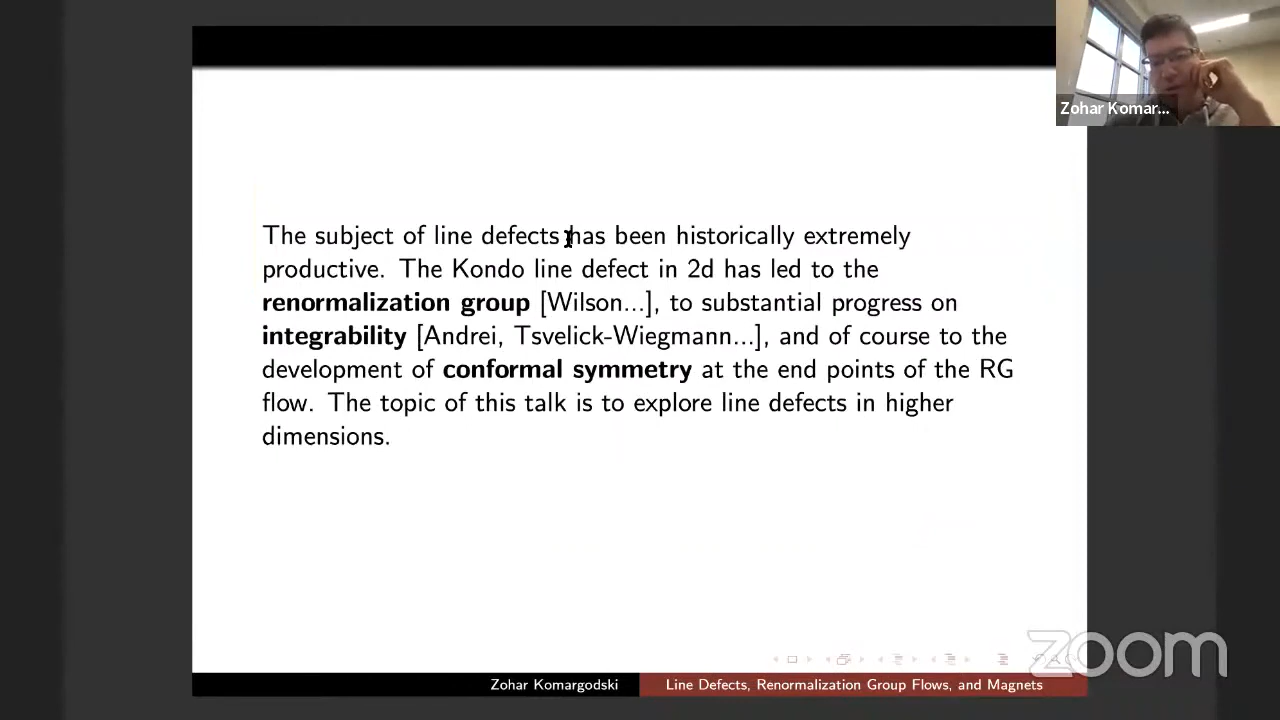 Zohar Komar...
The subject of line defects has been historically extremely
productive. The Kondo line defect in 2d has led to the
renormalization group [Wilson...], to substantial progress on
integrability [Andrei, Tsvelick-Wiegmann...], and of course to the
development of conformal symmetry at the end points of the RG
flow. The topic of this talk is to explore line defects in higher
dimensions.
zoom
Zohar Komargodski
Line Defects, Renormalization Group Flows, and Magnets